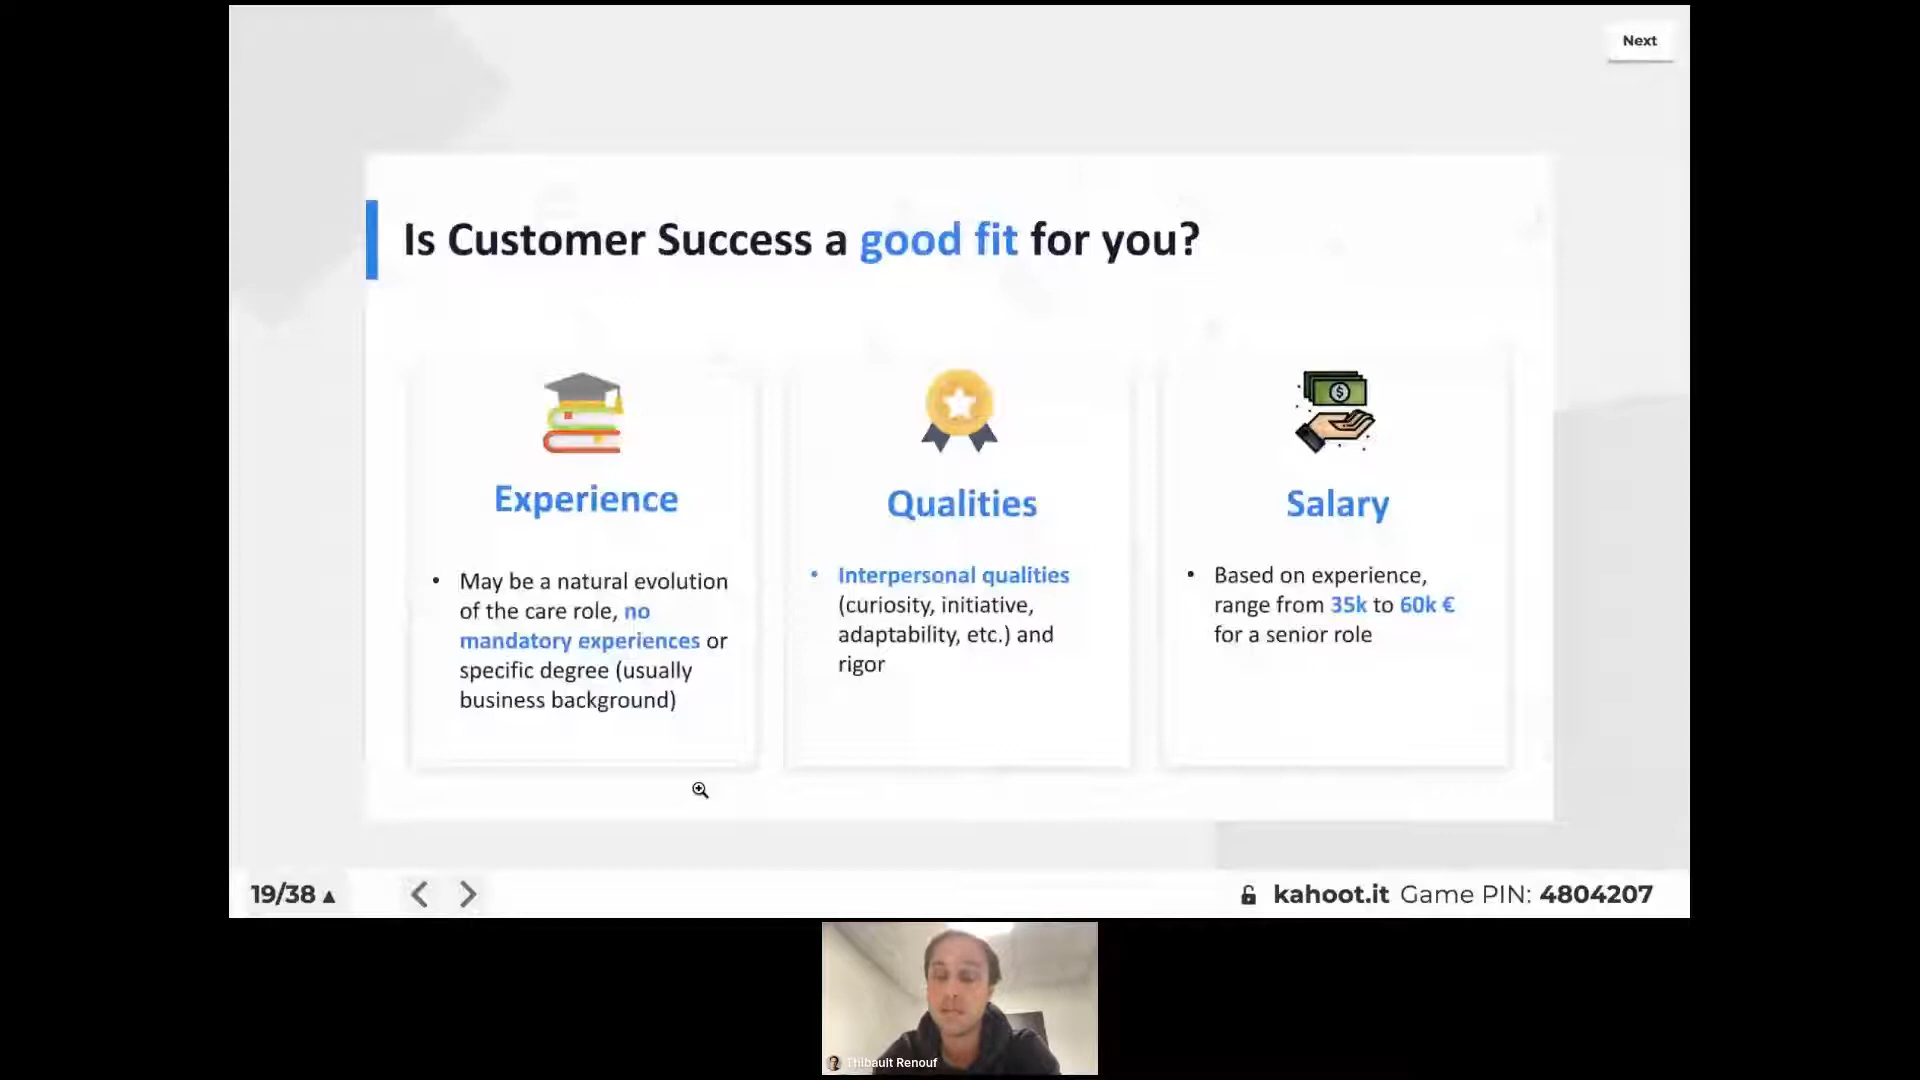 Next
Is Customer Success a good fit for you?
Experience
• May be a natural evolution
of the care role, no
mandatory experiences or
specific degree (usually
business background)
Qualities
• Interpersonal qualities
(curiosity, initiative,
adaptability, etc.) and
rigor
Salary
• Based on experience,
range from 35k to 60k €
for a senior role
19/38 ▲
kahoot.it Game PIN: 4804207
Thibault Renouf